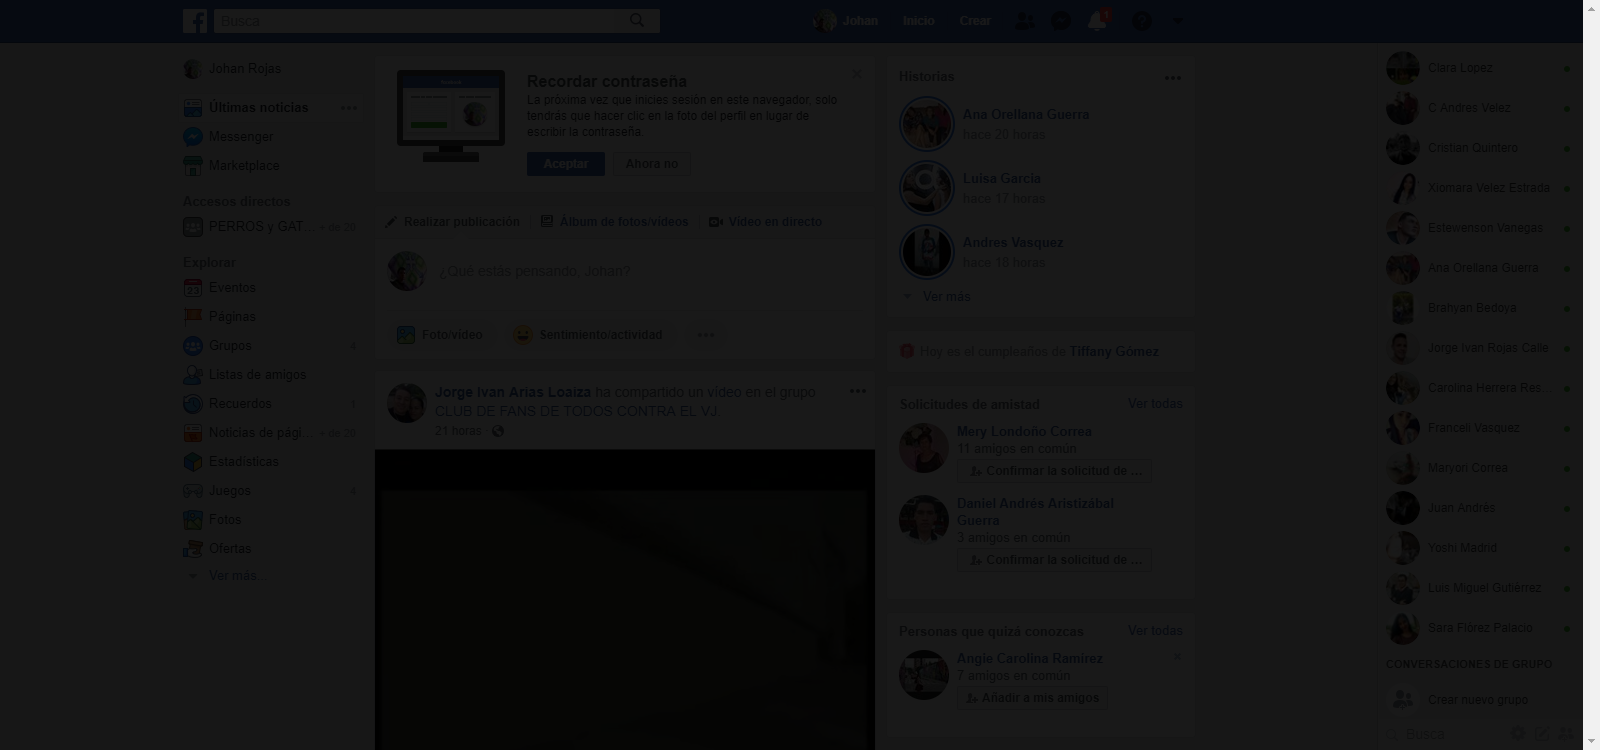 Busca
Johan
Inicio
Crear
Johan Rojas
Últimas noticias
Messenger
Marketplace
Accesos directos
PERROS y GAT...
+ de 20
Explorar
Eventos
Páginas
Grupos
Listas de amigos
Recuerdos
Noticias de pági...
+ de 20
Estadísticas
Juegos
Fotos
Ofertas
Ver más...
Recordar contraseña
La próxima vez que inicies sesión en este navegador, solo
tendrás que hacer clic en la foto del perfil en lugar de
escribir la contraseña.
Aceptar
Ahora no
Realizar publicación
Álbum de fotos/vídeos
Vídeo en directo
¿Qué estás pensando, Johan?
Foto/vídeo
Sentimiento/actividad
Jorge Ivan Arias Loaiza ha compartido un vídeo en el grupo
CLUB DE FANS DE TODOS CONTRA EL VJ.
21 horas ·
Historias
Ana Orellana Guerra
hace 20 horas
Luisa García
hace 17 horas
Andres Vasquez
hace 18 horas
Ver más
Hoy es el cumpleaños de Tiffany Gómez
Solicitudes de amistad
Ver todas
Mery Londoño Correa
11 amigos en común
Confirmar la solicitud de ...
Daniel Andrés Aristizábal
Guerra
3 amigos en común
Confirmar la solicitud de ...
Personas que quizá conozcas
Ver todas
Angie Carolina Ramirez
7 amigos en común
Añadir a mis amigos
Clara Lopez
C Andres Velez
Cristian Quintero
Xiomara Velez Estrada
Estewenson Vanegas
Ana Orellana Guerra
Brahyan Bedoya
Jorge Ivan Rojas Calle
Carolina Herrera Res...
Franceli Vasquez
Maryori Correa
Juan Andrés
Yoshi Madrid
Luis Miguel Gutiérrez
Sara Florez Palacio
CONVERSACIONES DE GRUPO
Crear nuevo grupo
Busca